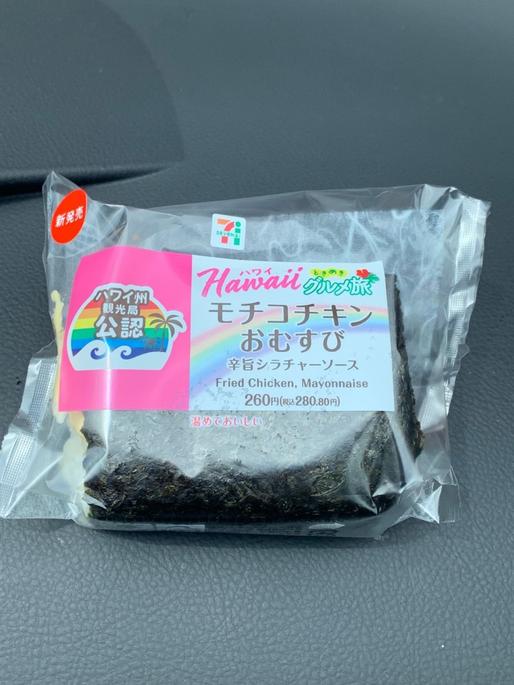 新発売
ハワイ州
観光局
公認
ハワイ
Hawaii
ときめき
グルメ旅
モチコチキン
おむすび
辛旨シラチャーソース
Fried Chicken, Mayonnaise
260円(税込280.80円)
温めておいしい